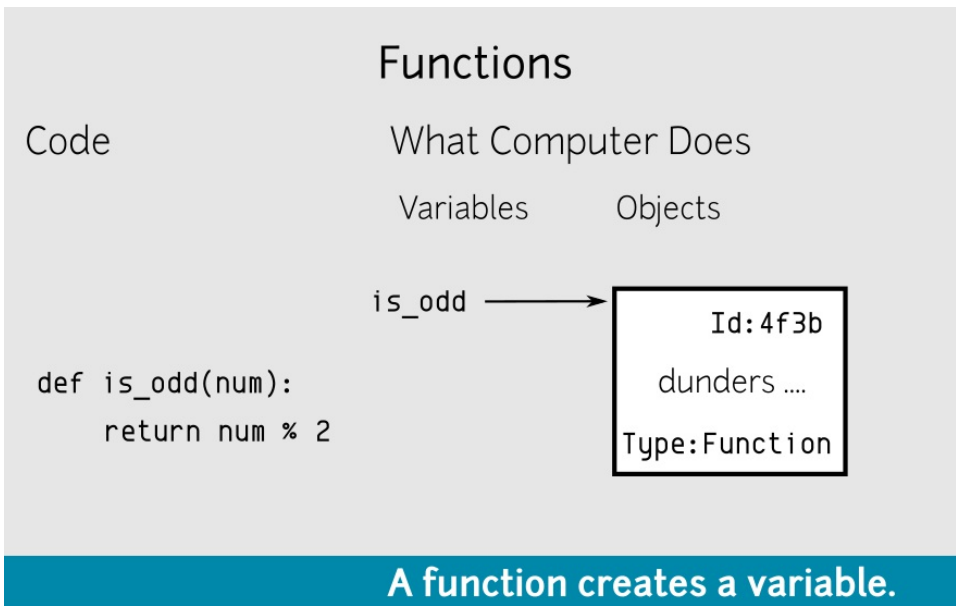 Functions
Code
What Computer Does
Variables Objects
is_odd
Id:4f3b
dunders ....
Type:Function
def is_odd(num):
    return num % 2
A function creates a variable.